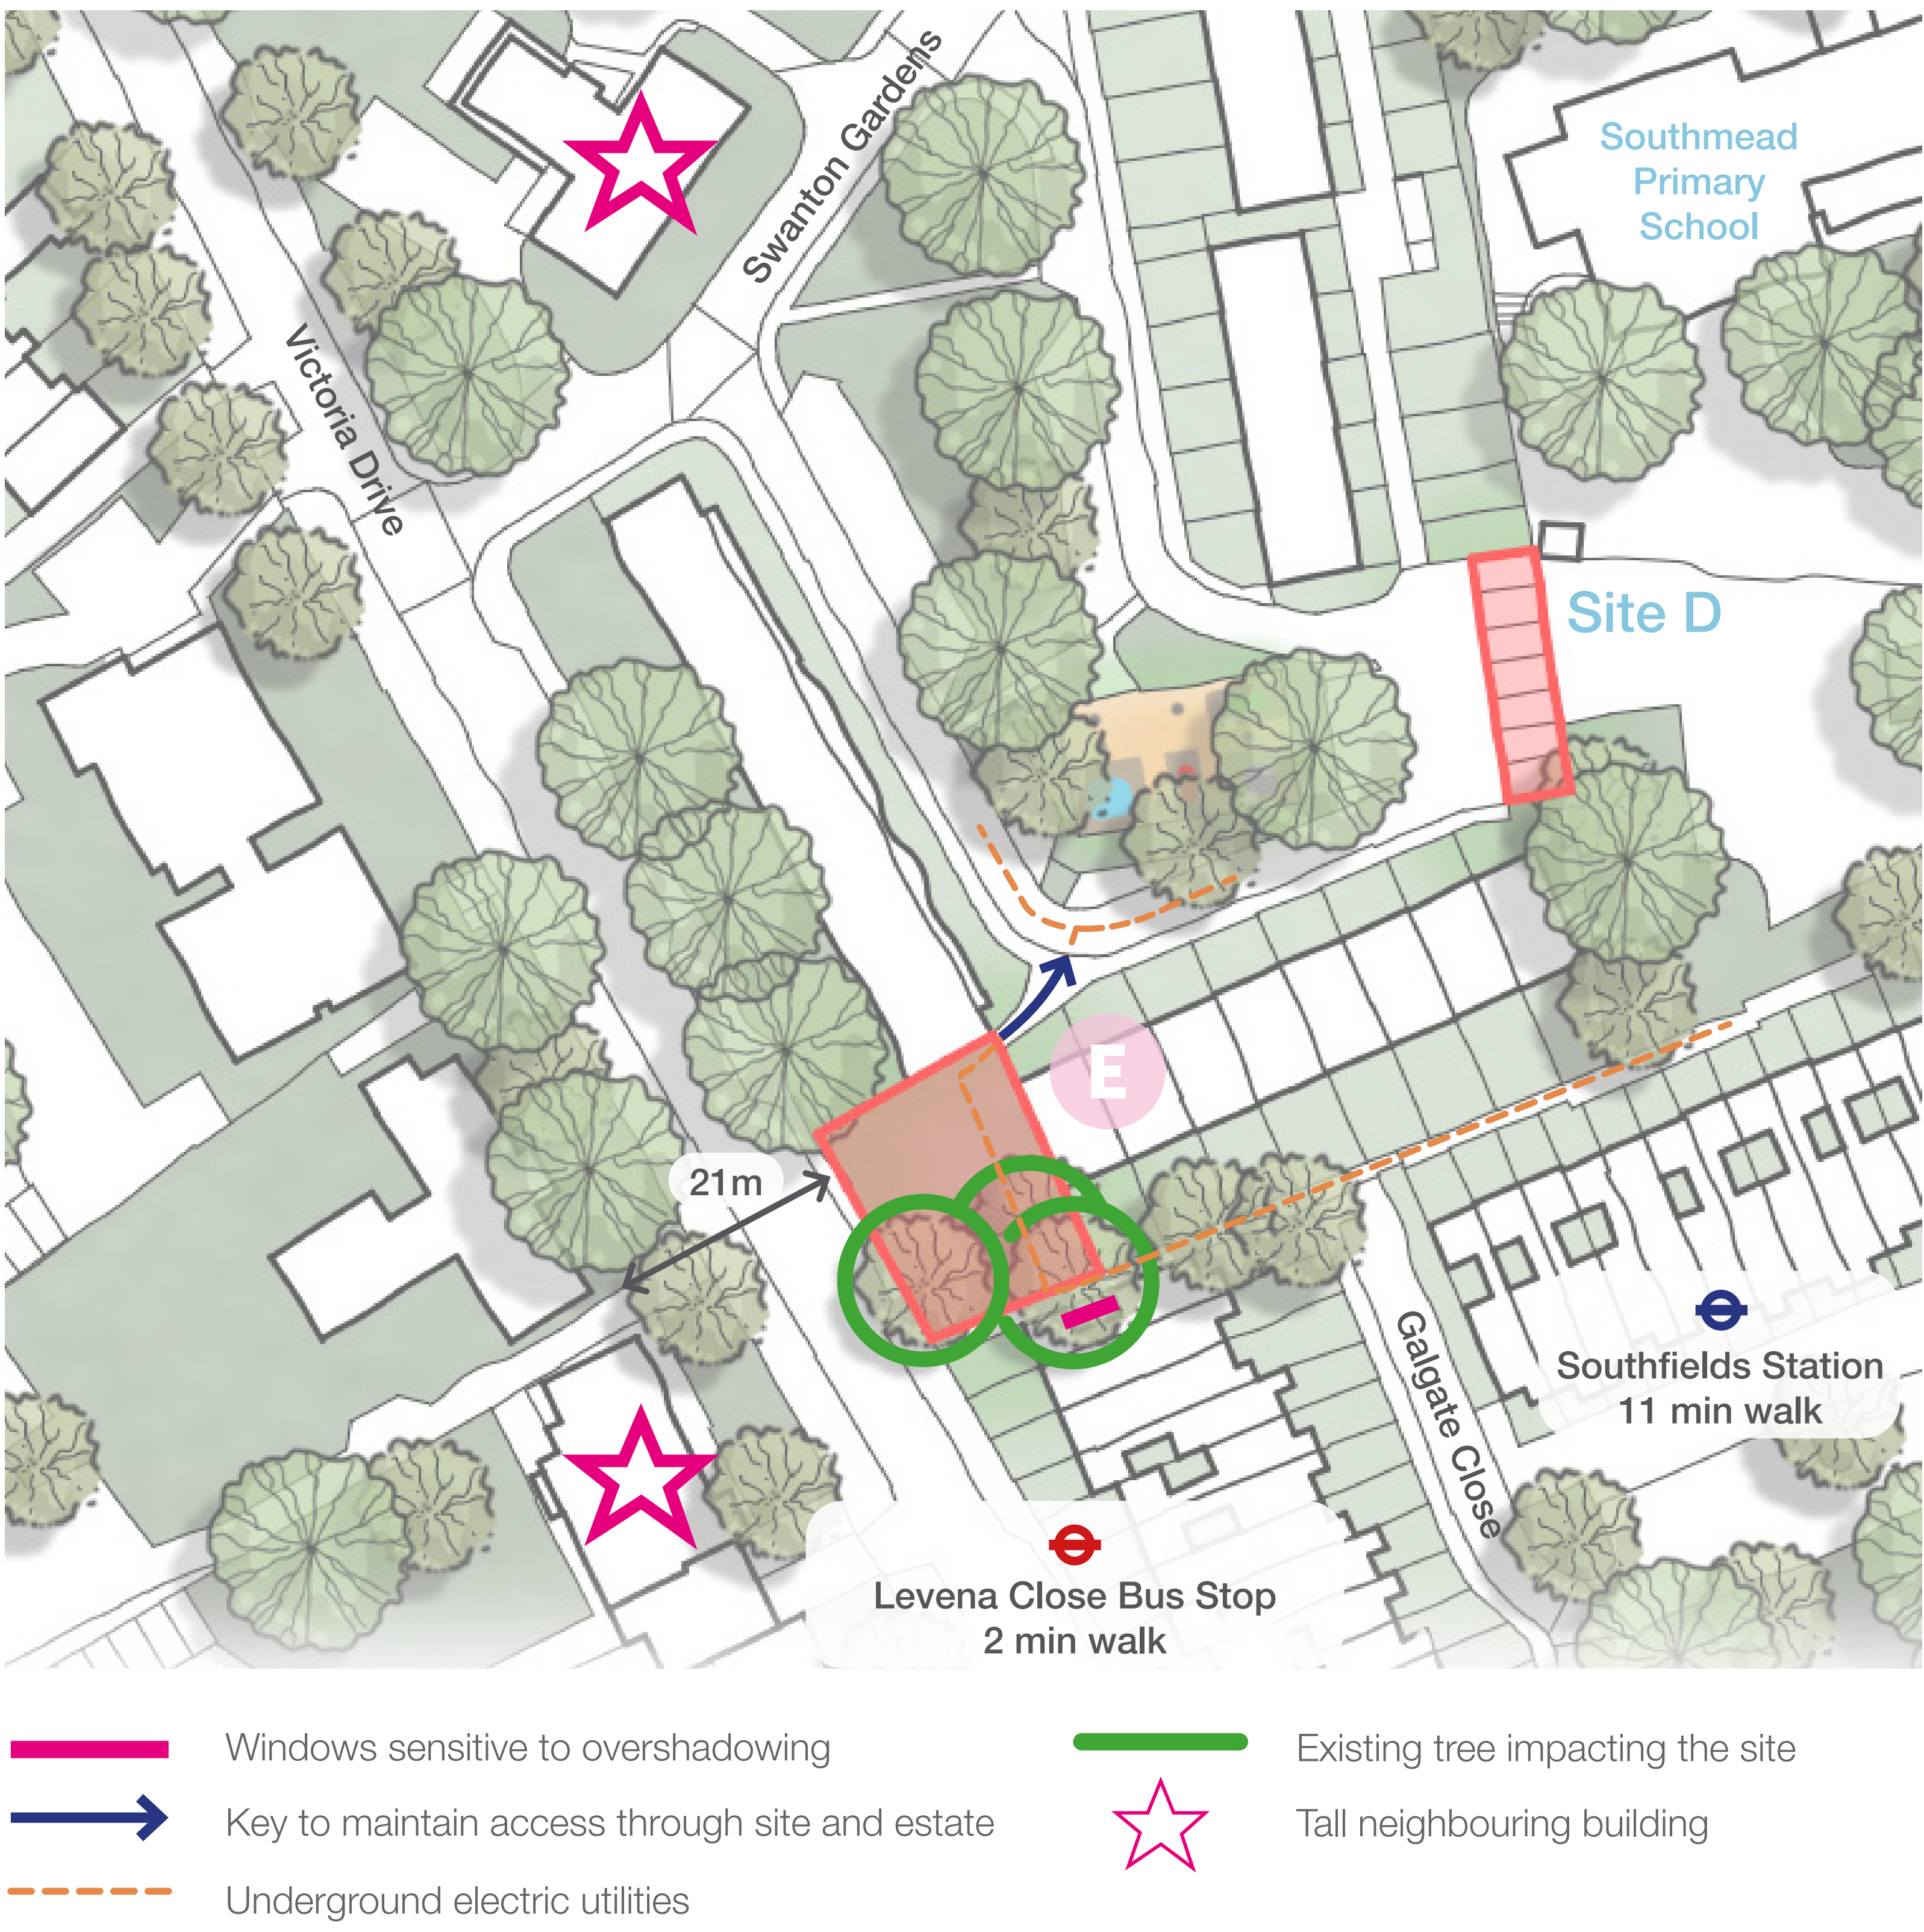 Swanton Gardens
Southmead
Primary
School
Victoria Drive
Site D
E
21m
Galgate Close
Southfields Station
11 min walk
Levena Close Bus Stop
2 min walk
Windows sensitive to overshadowing
Key to maintain access through site and estate
Underground electric utilities
Existing tree impacting the site
Tall neighbouring building